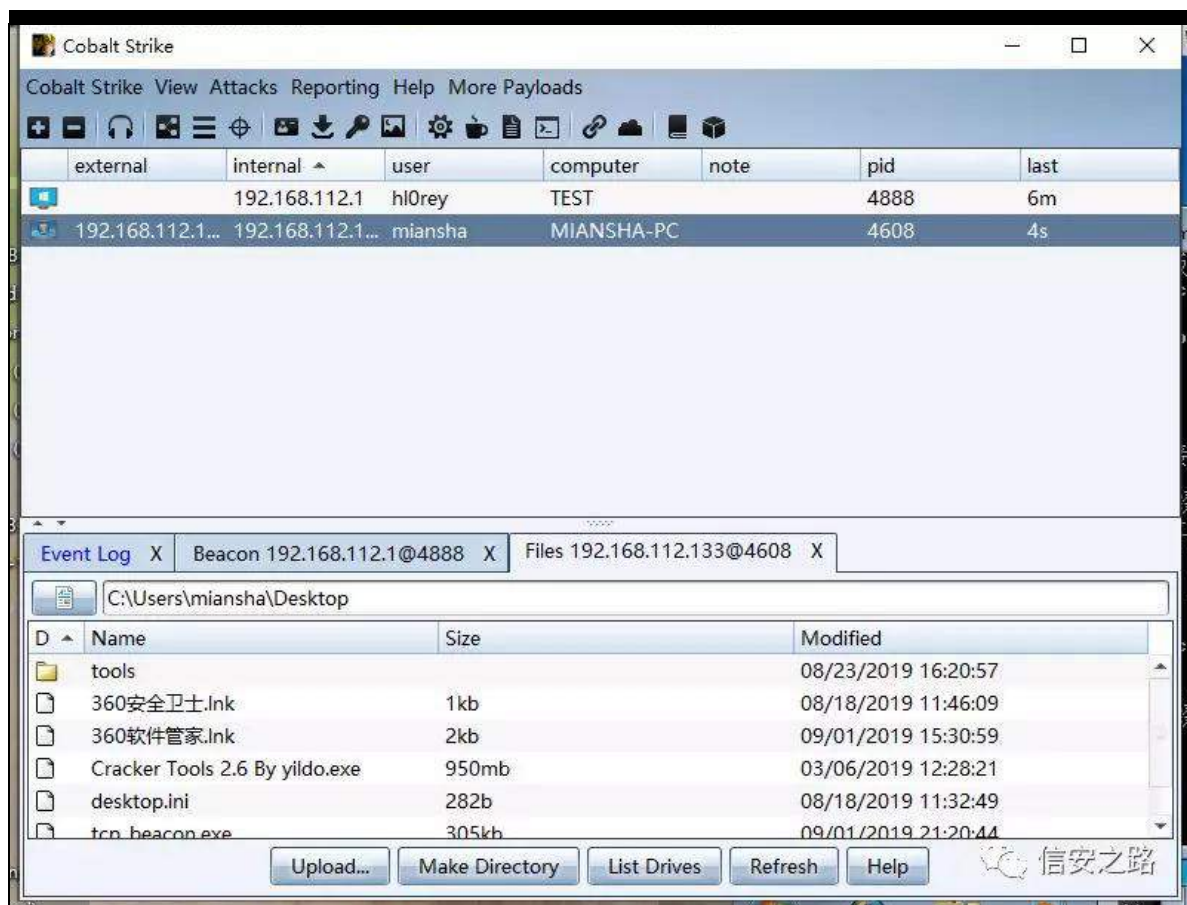 Cobalt Strike
Cobalt Strike View Attacks Reporting Help More Payloads
external internal user computer note pid last
192.168.112.1 hl0rey TEST 4888 6m
192.168.112.1... 192.168.112.1... miansha MIANSHA-PC 4608 4s
Event Log X Beacon 192.168.112.1@4888 X Files 192.168.112.133@4608 X
C:\Users\miansha\Desktop
D Name Size Modified
tools 08/23/2019 16:20:57
360安全卫士.lnk 1kb 08/18/2019 11:46:09
360软件管家.lnk 2kb 09/01/2019 15:30:59
Cracker Tools 2.6 By yildo.exe 950mb 03/06/2019 12:28:21
desktop.ini 282b 08/18/2019 11:32:49
tcp_beacon.exe 305kb 09/01/2019 21:20:44
Upload... Make Directory List Drives Refresh Help
信安之路